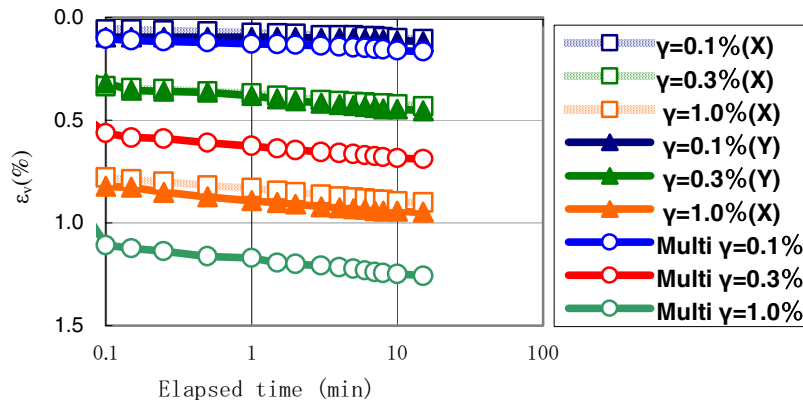 0.0
0.5
1.0
1.5
εv(%)
0.1
1
10
100
Elapsed time (min)
γ=0.1%(X)
γ=0.3%(X)
γ=1.0%(X)
γ=0.1%(Y)
γ=0.3%(Y)
γ=1.0%(X)
Multi γ=0.1%
Multi γ=0.3%
Multi γ=1.0%